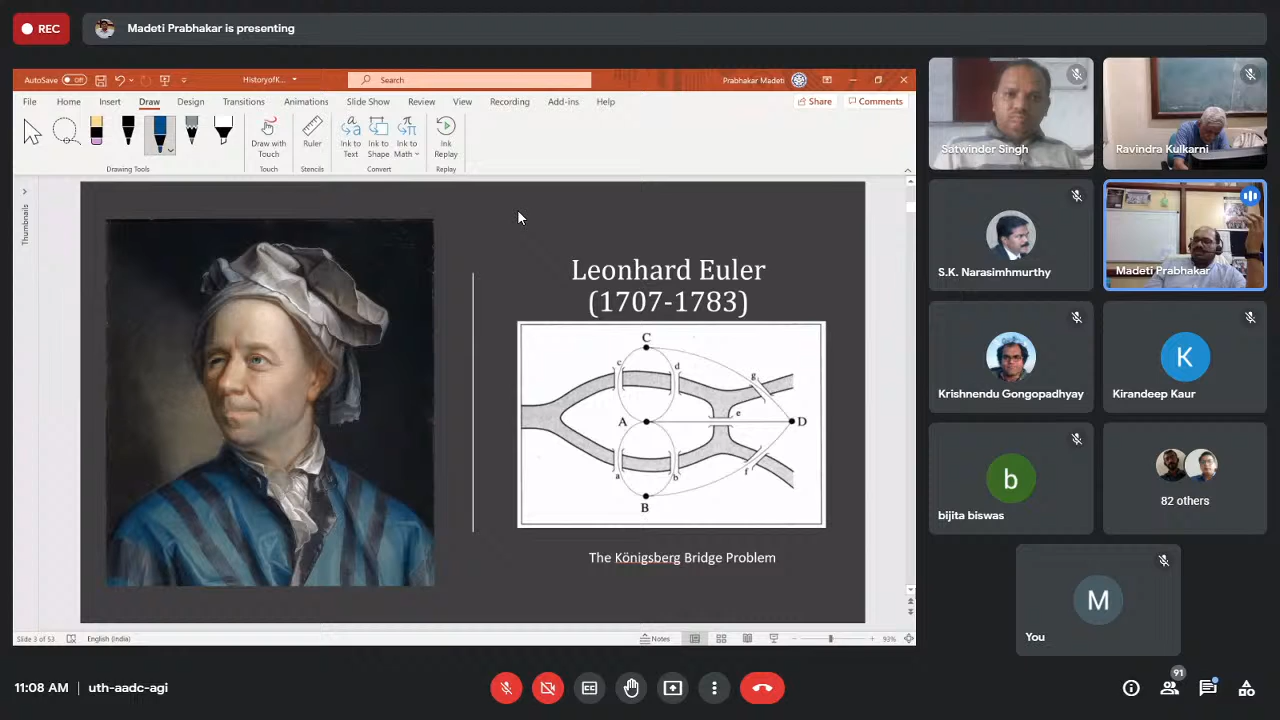 REC
Madeti Prabhakar is presenting
AutoSave
Off
HistoryofK...
Search
Prabhakar Madeti
File
Home
Insert
Draw
Design
Transitions
Animations
Slide Show
Review
View
Recording
Add-ins
Help
Share
Comments
Draw with
Touch
Ruler
Ink to
Text
Ink to
Shape
Ink to
Math
Ink
Replay
Drawing Tools
Touch
Stencils
Convert
Replay
Thumbnails
Leonhard Euler
(1707-1783)
C
c
d
g
A
e
D
a
b
f
B
The Königsberg Bridge Problem
Slide 3 of 53
English (India)
Notes
93%
Satwinder Singh
Ravindra Kulkarni
S.K. Narasimhmurthy
Madeti Prabhakar
Krishnendu Gongopadhyay
K
Kirandeep Kaur
b
bijita biswas
82 others
M
You
11:08 AM
uth-aadc-agi
91